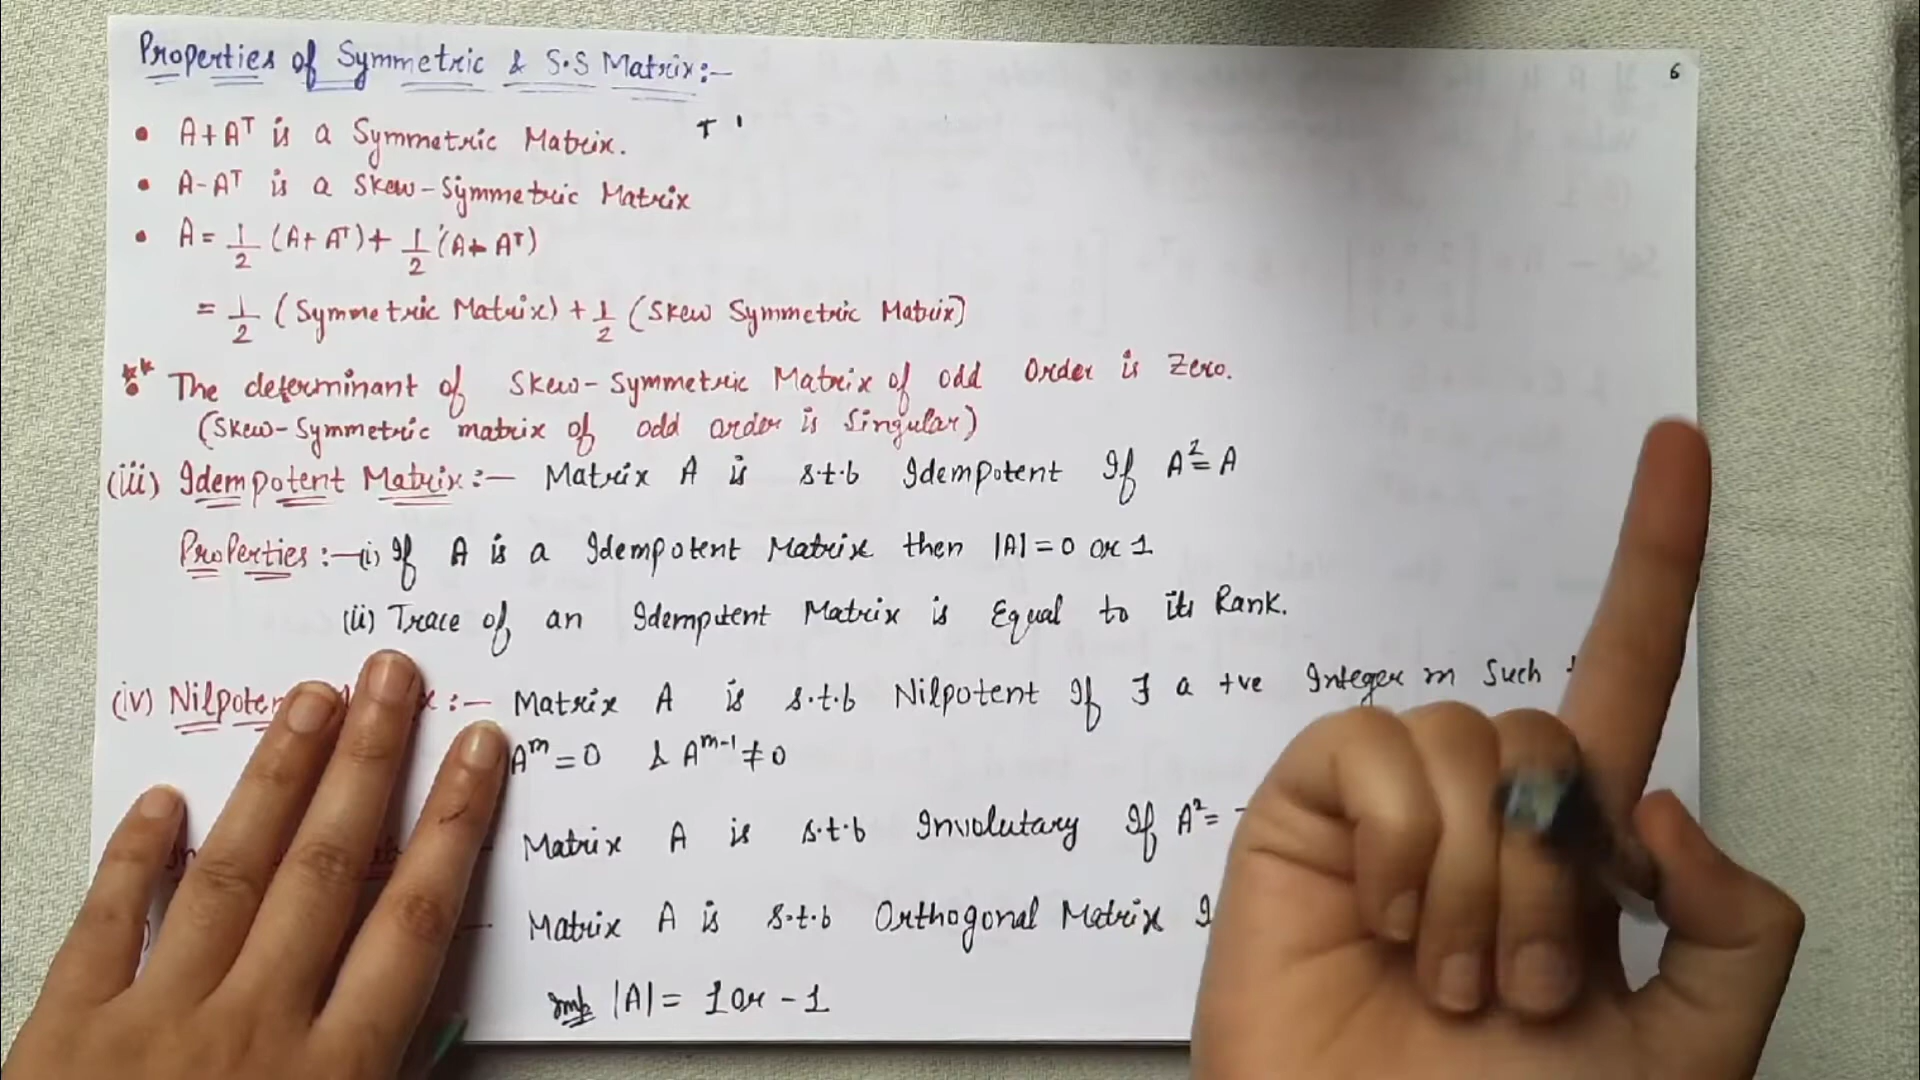 Properties of Symmetric & S.S Matrix:-
6
• A+Aᵀ is a Symmetric Matrix. T '
• A-Aᵀ is a Skew-Symmetric Matrix
• A = 1/2 (A+Aᵀ) + 1/2 (A-Aᵀ)
= 1/2 (Symmetric Matrix) + 1/2 (Skew Symmetric Matrix)
** • The determinant of Skew-Symmetric Matrix of odd Order is Zero.
(Skew-Symmetric matrix of odd order is Singular)
(iii) Idempotent Matrix:- Matrix A is s.t.b Idempotent If A²=A
Properties:-(i) If A is a Idempotent Matrix then |A|=0 or 1
(ii) Trace of an Idempotent Matrix is Equal to its Rank.
(iv) Nilpoten x:- Matrix A is s.t.b Nilpotent If ∃ a +ve Integer m Such
Aᵐ=0 & Aᵐ⁻¹≠0
Matrix A is s.t.b Involutary If A²=
Matrix A is s.t.b Orthogonal Matrix I
Imp |A|= 1 or -1